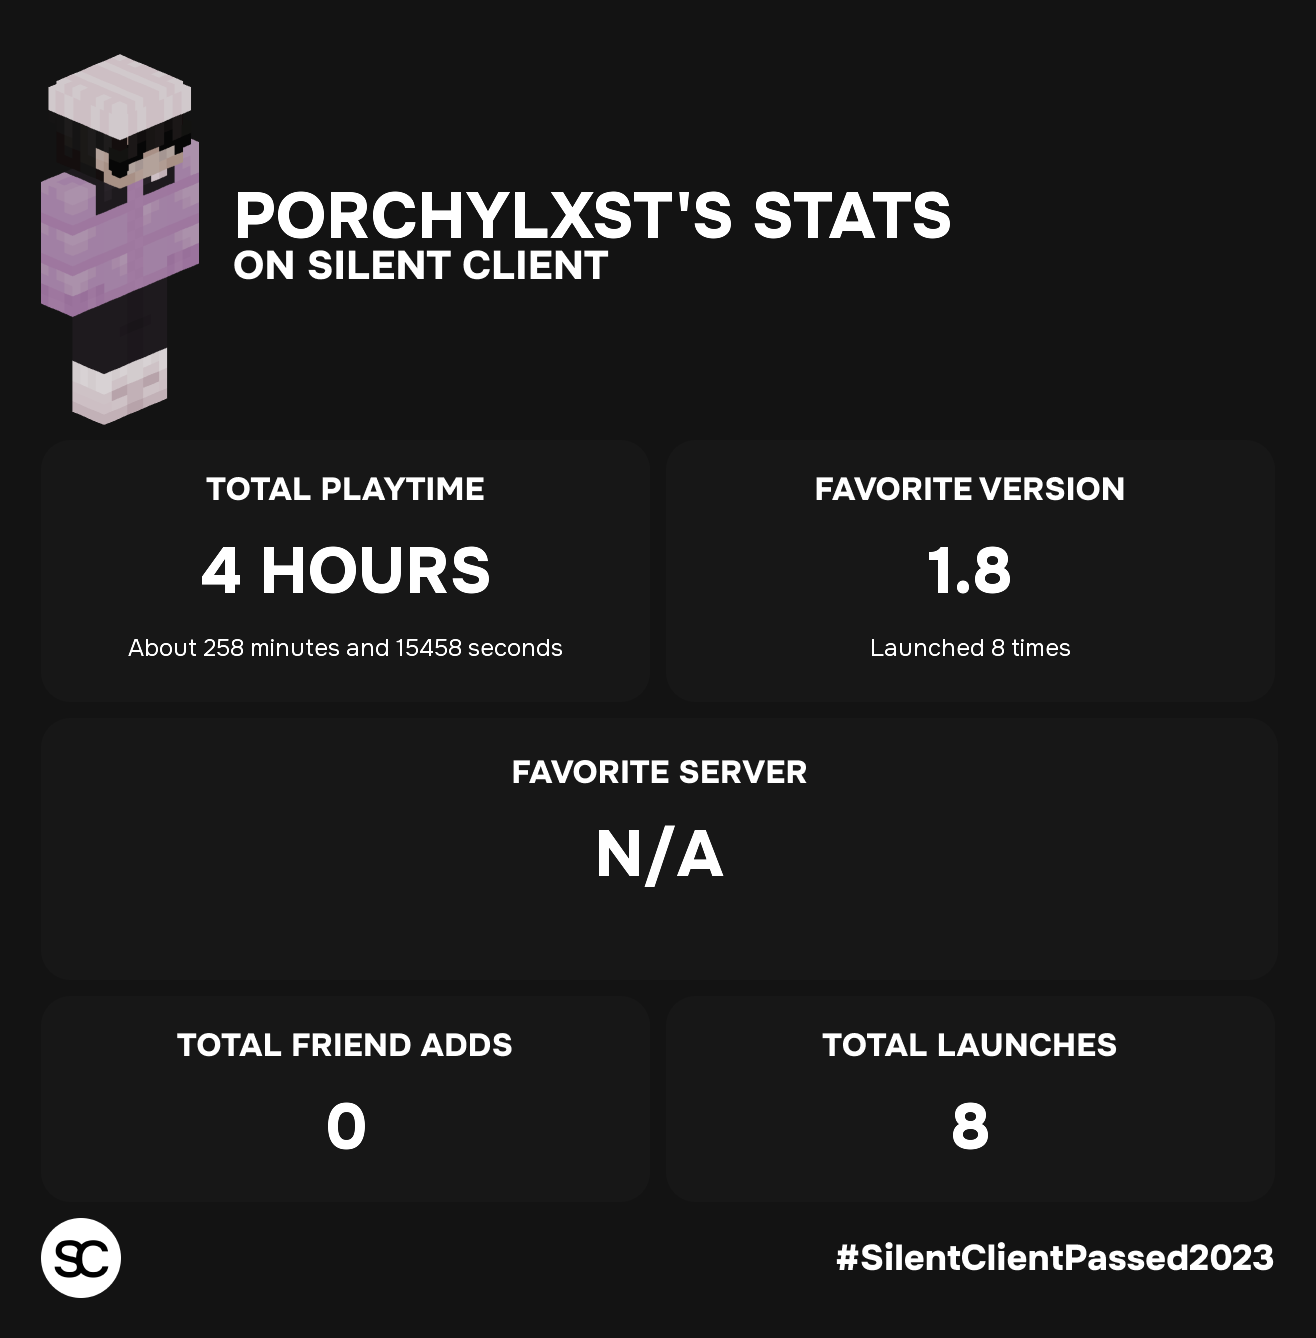 PORCHYLXST'S STATS
ON SILENT CLIENT
TOTAL PLAYTIME
4 HOURS
About 258 minutes and 15458 seconds
FAVORITE VERSION
1.8
Launched 8 times
FAVORITE SERVER
N/A
TOTAL FRIEND ADDS
0
TOTAL LAUNCHES
8
SC
#SilentClientPassed2023